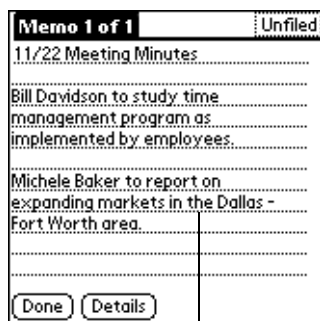 Memo 1 of 1 Unfiled
11/22 Meeting Minutes
Bill Davidson to study time
management program as
implemented by employees.
Michele Baker to report on
expanding markets in the Dallas -
Fort Worth area.
Done Details